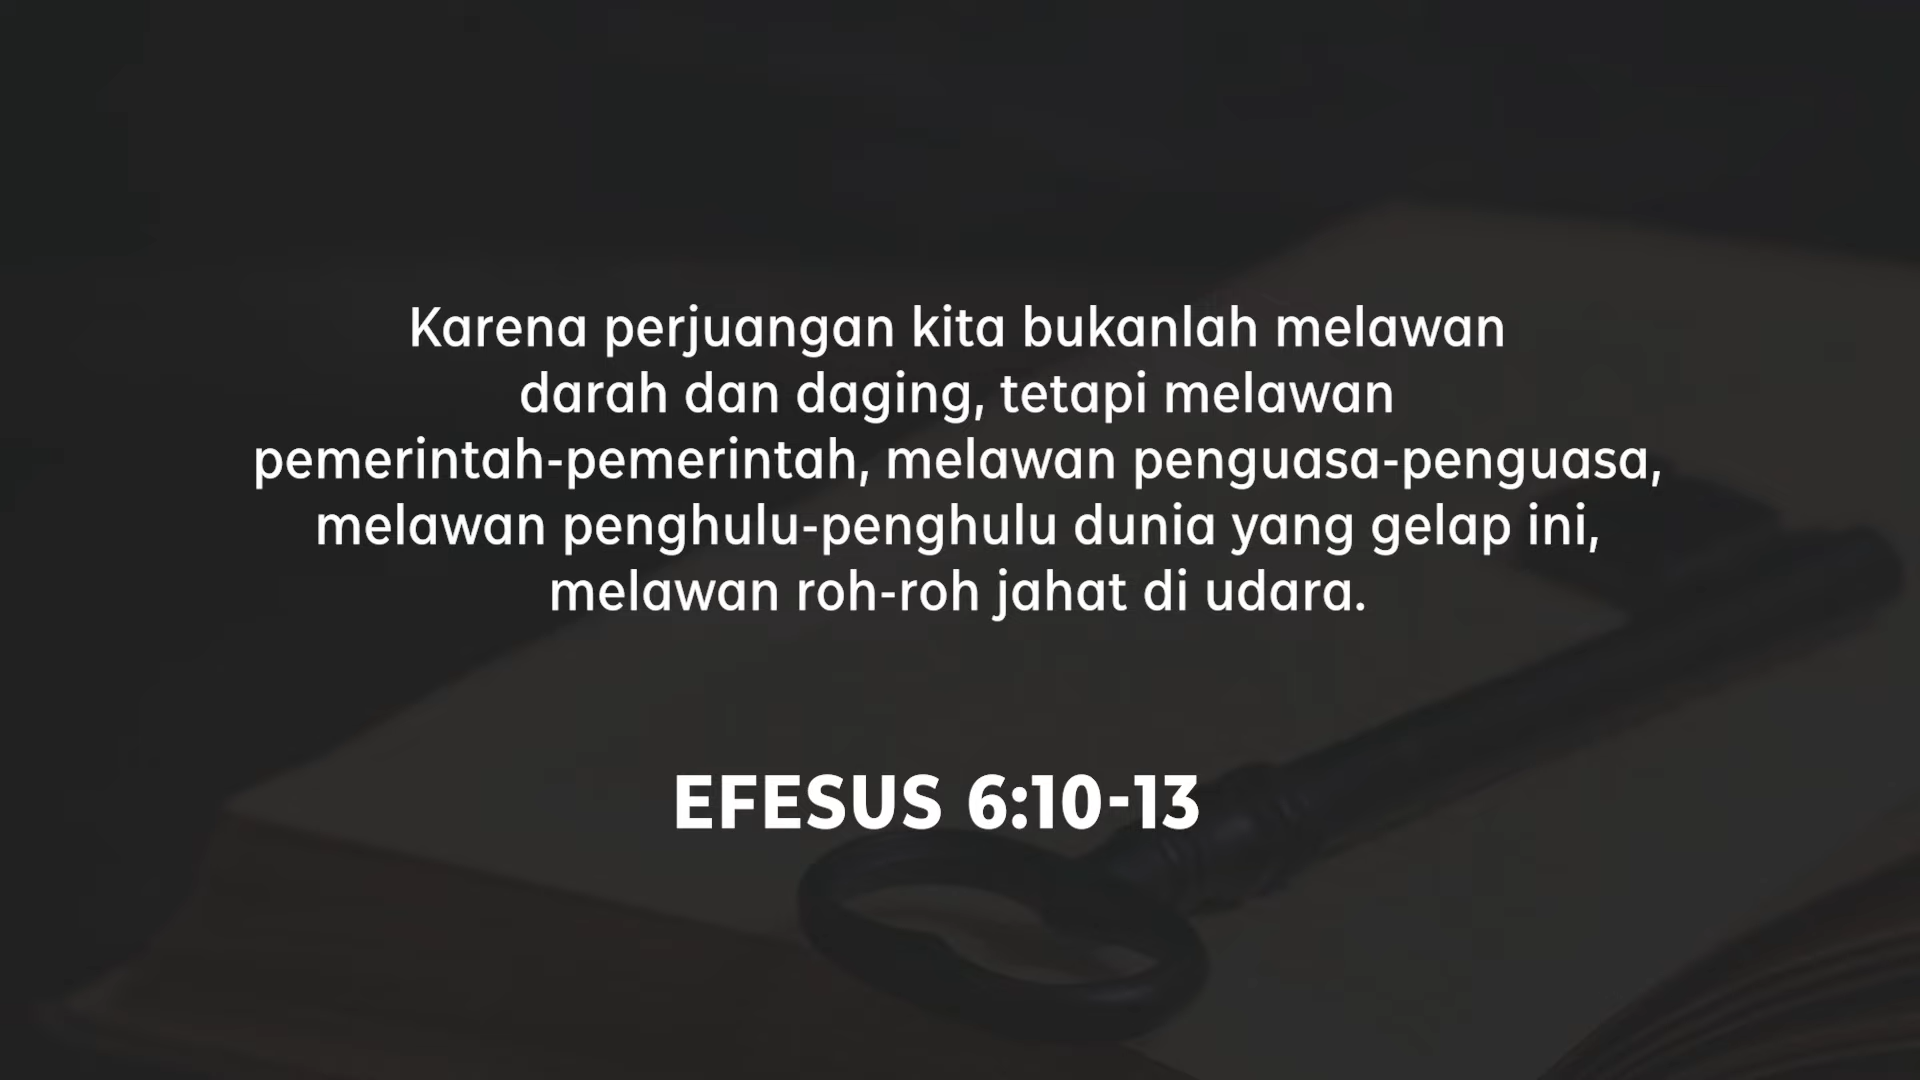 Karena perjuangan kita bukanlah melawan
darah dan daging, tetapi melawan
pemerintah-pemerintah, melawan penguasa-penguasa,
melawan penghulu-penghulu dunia yang gelap ini,
melawan roh-roh jahat di udara.
EFESUS 6:10-13